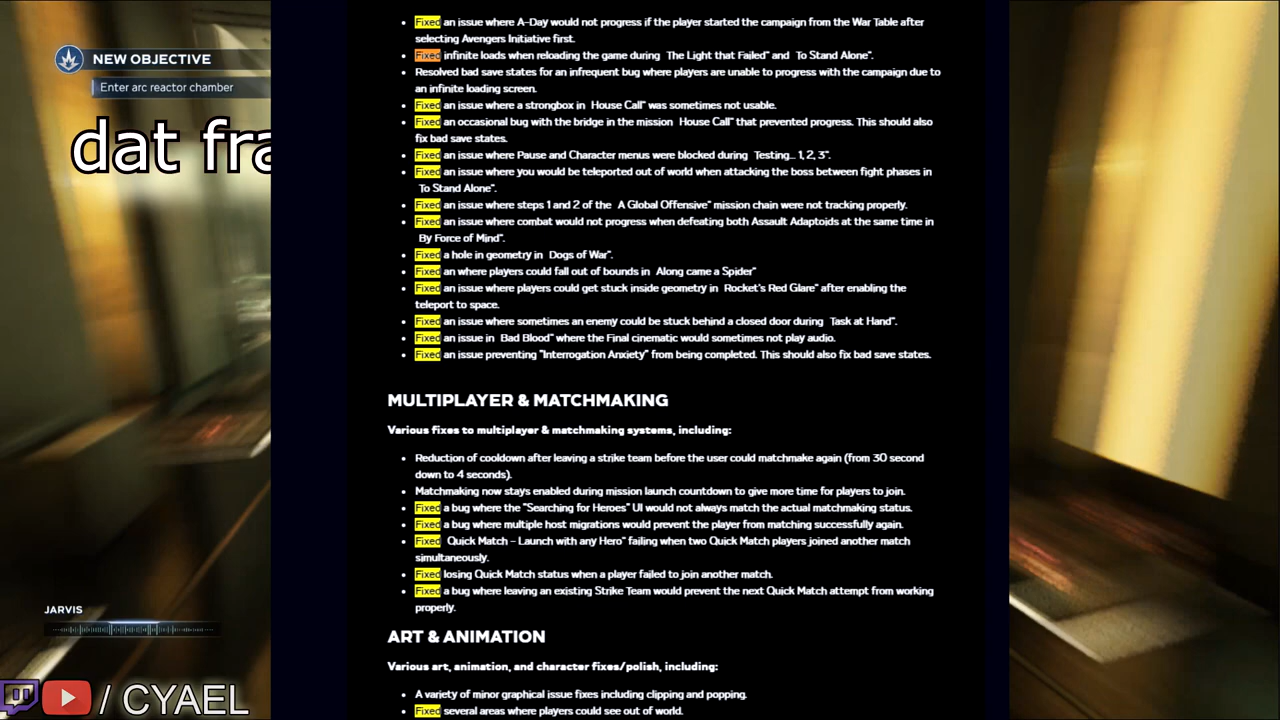 NEW OBJECTIVE
Enter arc reactor chamber
dat fra
Fixed an issue where A-Day would not progress if the player started the campaign from the War Table after
selecting Avengers Initiative first.
Fixed infinite loads when reloading the game during The Light that Failed" and To Stand Alone".
Resolved bad save states for an infrequent bug where players are unable to progress with the campaign due to
an infinite loading screen.
Fixed an issue where a strongbox in House Call" was sometimes not usable.
Fixed an occasional bug with the bridge in the mission House Call" that prevented progress. This should also
fix bad save states.
Fixed an issue where Pause and Character menus were blocked during Testing... 1, 2, 3".
Fixed an issue where you would be teleported out of world when attacking the boss between fight phases in
To Stand Alone".
Fixed an issue where steps 1 and 2 of the A Global Offensive" mission chain were not tracking properly.
Fixed an issue where combat would not progress when defeating both Assault Adaptoids at the same time in
By Force of Mind".
Fixed a hole in geometry in Dogs of War".
Fixed an where players could fall out of bounds in Along came a Spider"
Fixed an issue where players could get stuck inside geometry in Rocket's Red Glare" after enabling the
teleport to space.
Fixed an issue where sometimes an enemy could be stuck behind a closed door during Task at Hand".
Fixed an issue in Bad Blood" where the Final cinematic would sometimes not play audio.
Fixed an issue preventing "Interrogation Anxiety" from being completed. This should also fix bad save states.
MULTIPLAYER & MATCHMAKING
Various fixes to multiplayer & matchmaking systems, including:
Reduction of cooldown after leaving a strike team before the user could matchmake again (from 30 second
down to 4 seconds).
Matchmaking now stays enabled during mission launch countdown to give more time for players to join.
Fixed a bug where the "Searching for Heroes" UI would not always match the actual matchmaking status.
Fixed a bug where multiple host migrations would prevent the player from matching successfully again.
Fixed Quick Match – Launch with any Hero" failing when two Quick Match players joined another match
simultaneously.
Fixed losing Quick Match status when a player failed to join another match.
Fixed a bug where leaving an existing Strike Team would prevent the next Quick Match attempt from working
properly.
ART & ANIMATION
Various art, animation, and character fixes/polish, including:
A variety of minor graphical issue fixes including clipping and popping.
Fixed several areas where players could see out of world.
JARVIS
/ CYAEL